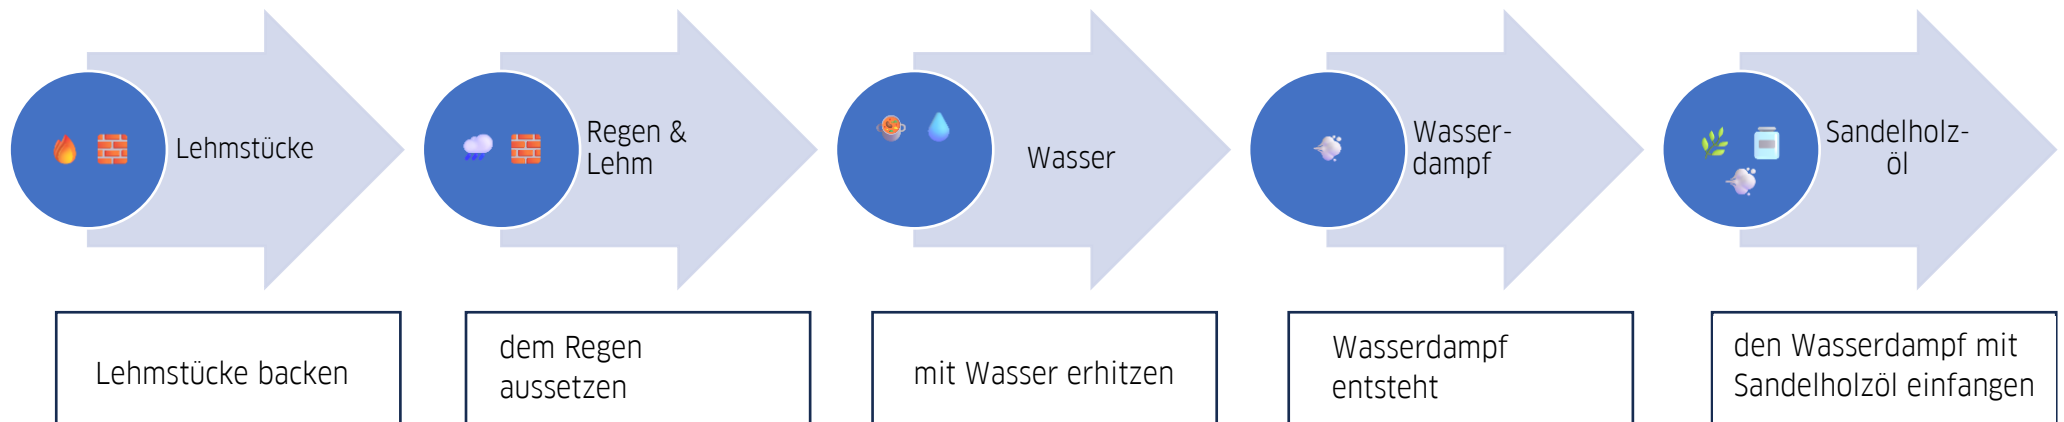 Lehmstücke
Regen &
Lehm
Wasser
Wasser-
dampf
Sandelholz-
öl
Lehmstücke backen
dem Regen
aussetzen
mit Wasser erhitzen
Wasserdampf
entsteht
den Wasserdampf mit
Sandelholzöl einfangen